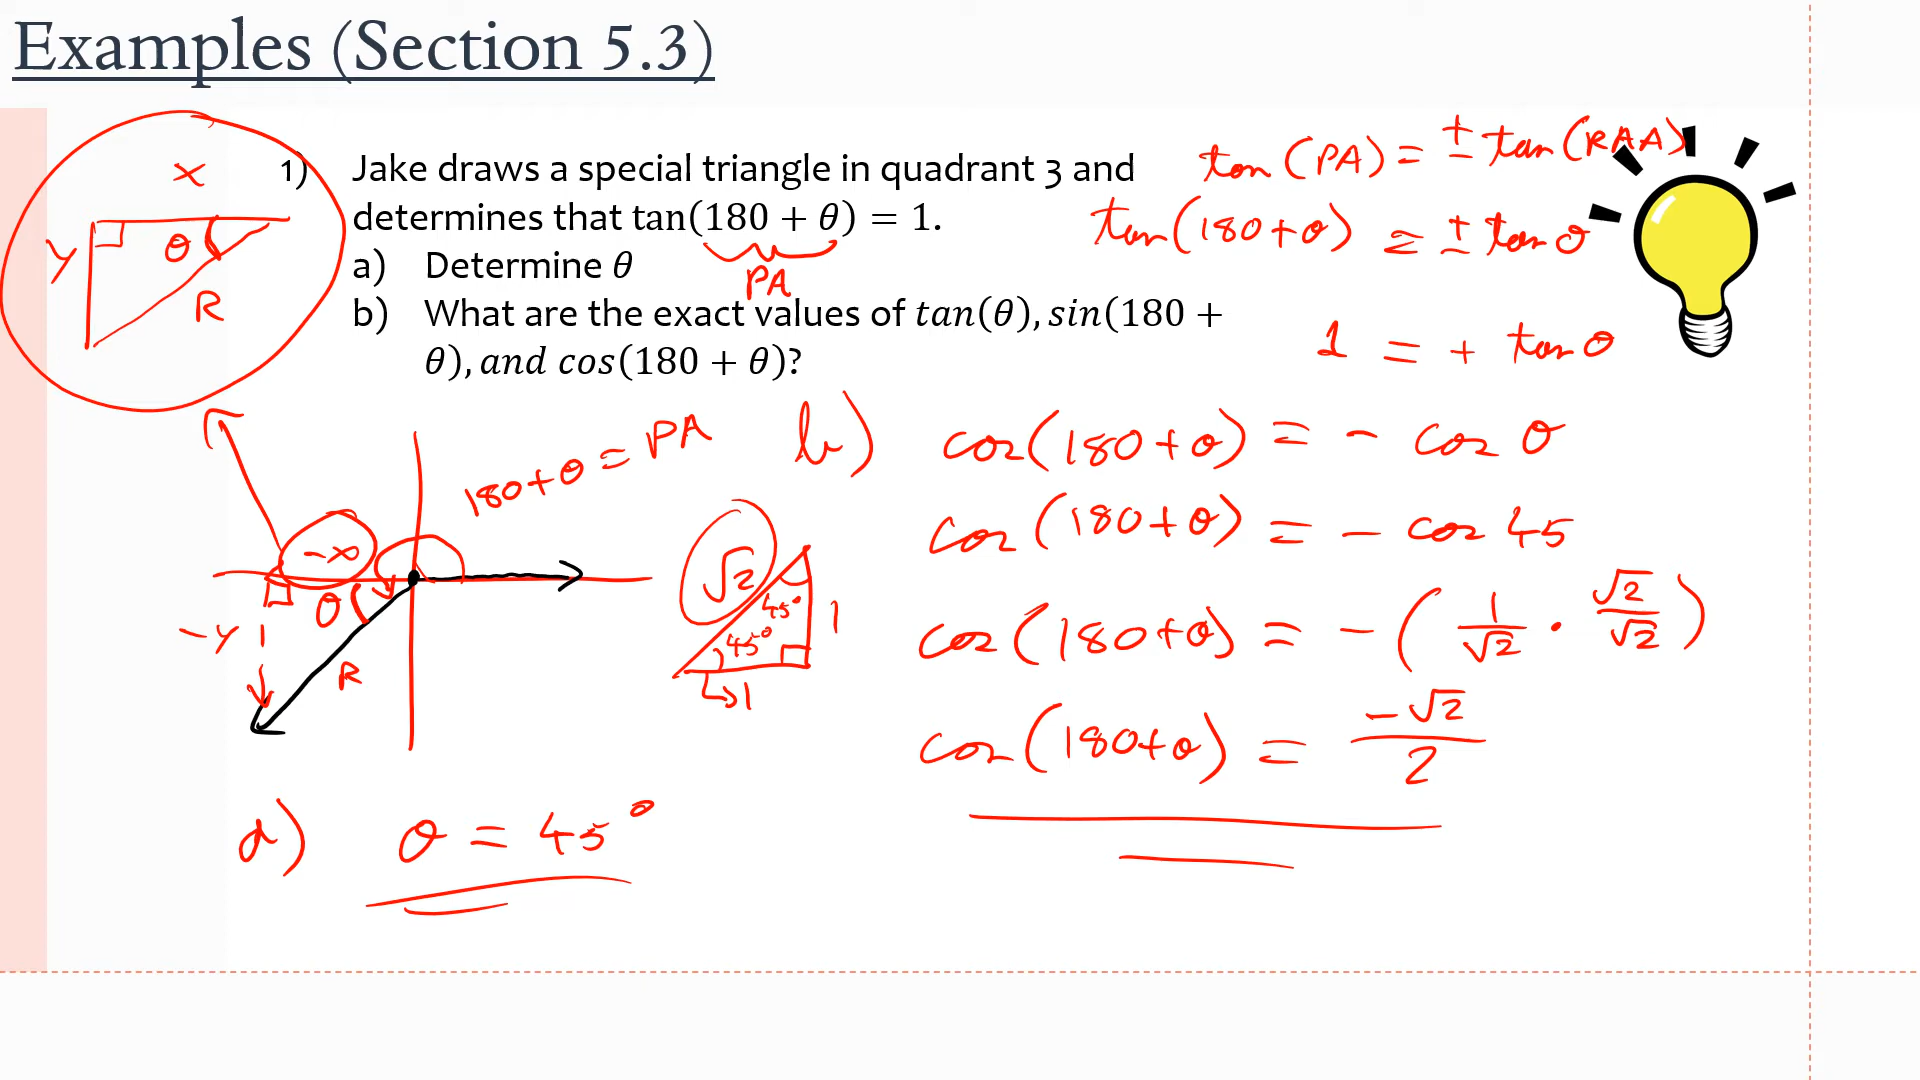 Examples (Section 5.3)
1) Jake draws a special triangle in quadrant 3 and
determines that tan(180 + θ) = 1.
a) Determine θ
b) What are the exact values of tan(θ), sin(180 +
θ), and cos(180 + θ)?
PA
x
y
θ
R
tan(PA) = ± tan(RAA)
tan(180+θ) = ± tan θ
1 = + tan θ
180+θ = PA
-x
θ
-y
R
√2
45°
45°
1
1
a) θ = 45°
b) cos(180+θ) = - cos θ
cos(180+θ) = - cos 45
cos(180+θ) = -(1/√2 · √2/√2)
cos(180+θ) = -√2/2